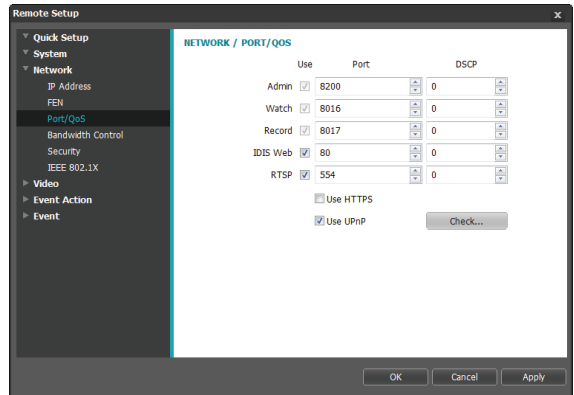 Remote Setup x
Quick Setup
System
Network
IP Address
FEN
Port/QoS
Bandwidth Control
Security
IEEE 802.1X
Video
Event Action
Event
NETWORK / PORT/QOS
Use Port DSCP
Admin 8200 0
Watch 8016 0
Record 8017 0
IDIS Web 80 0
RTSP 554 0
Use HTTPS
Use UPnP Check...
OK Cancel Apply